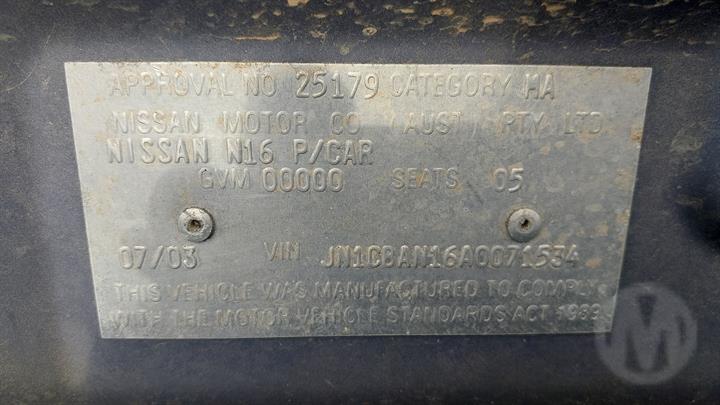 APPROVAL NO 25179 CATEGORY MA
NISSAN MOTOR CO (AUST) PTY LTD
NISSAN N16 P/CAR
GVM 00000 SEATS 05
07/03 VIN JN1CBAN16A0071534
THIS VEHICLE WAS MANUFACTURED TO COMPLY
WITH THE MOTOR VEHICLE STANDARDS ACT 1989
M